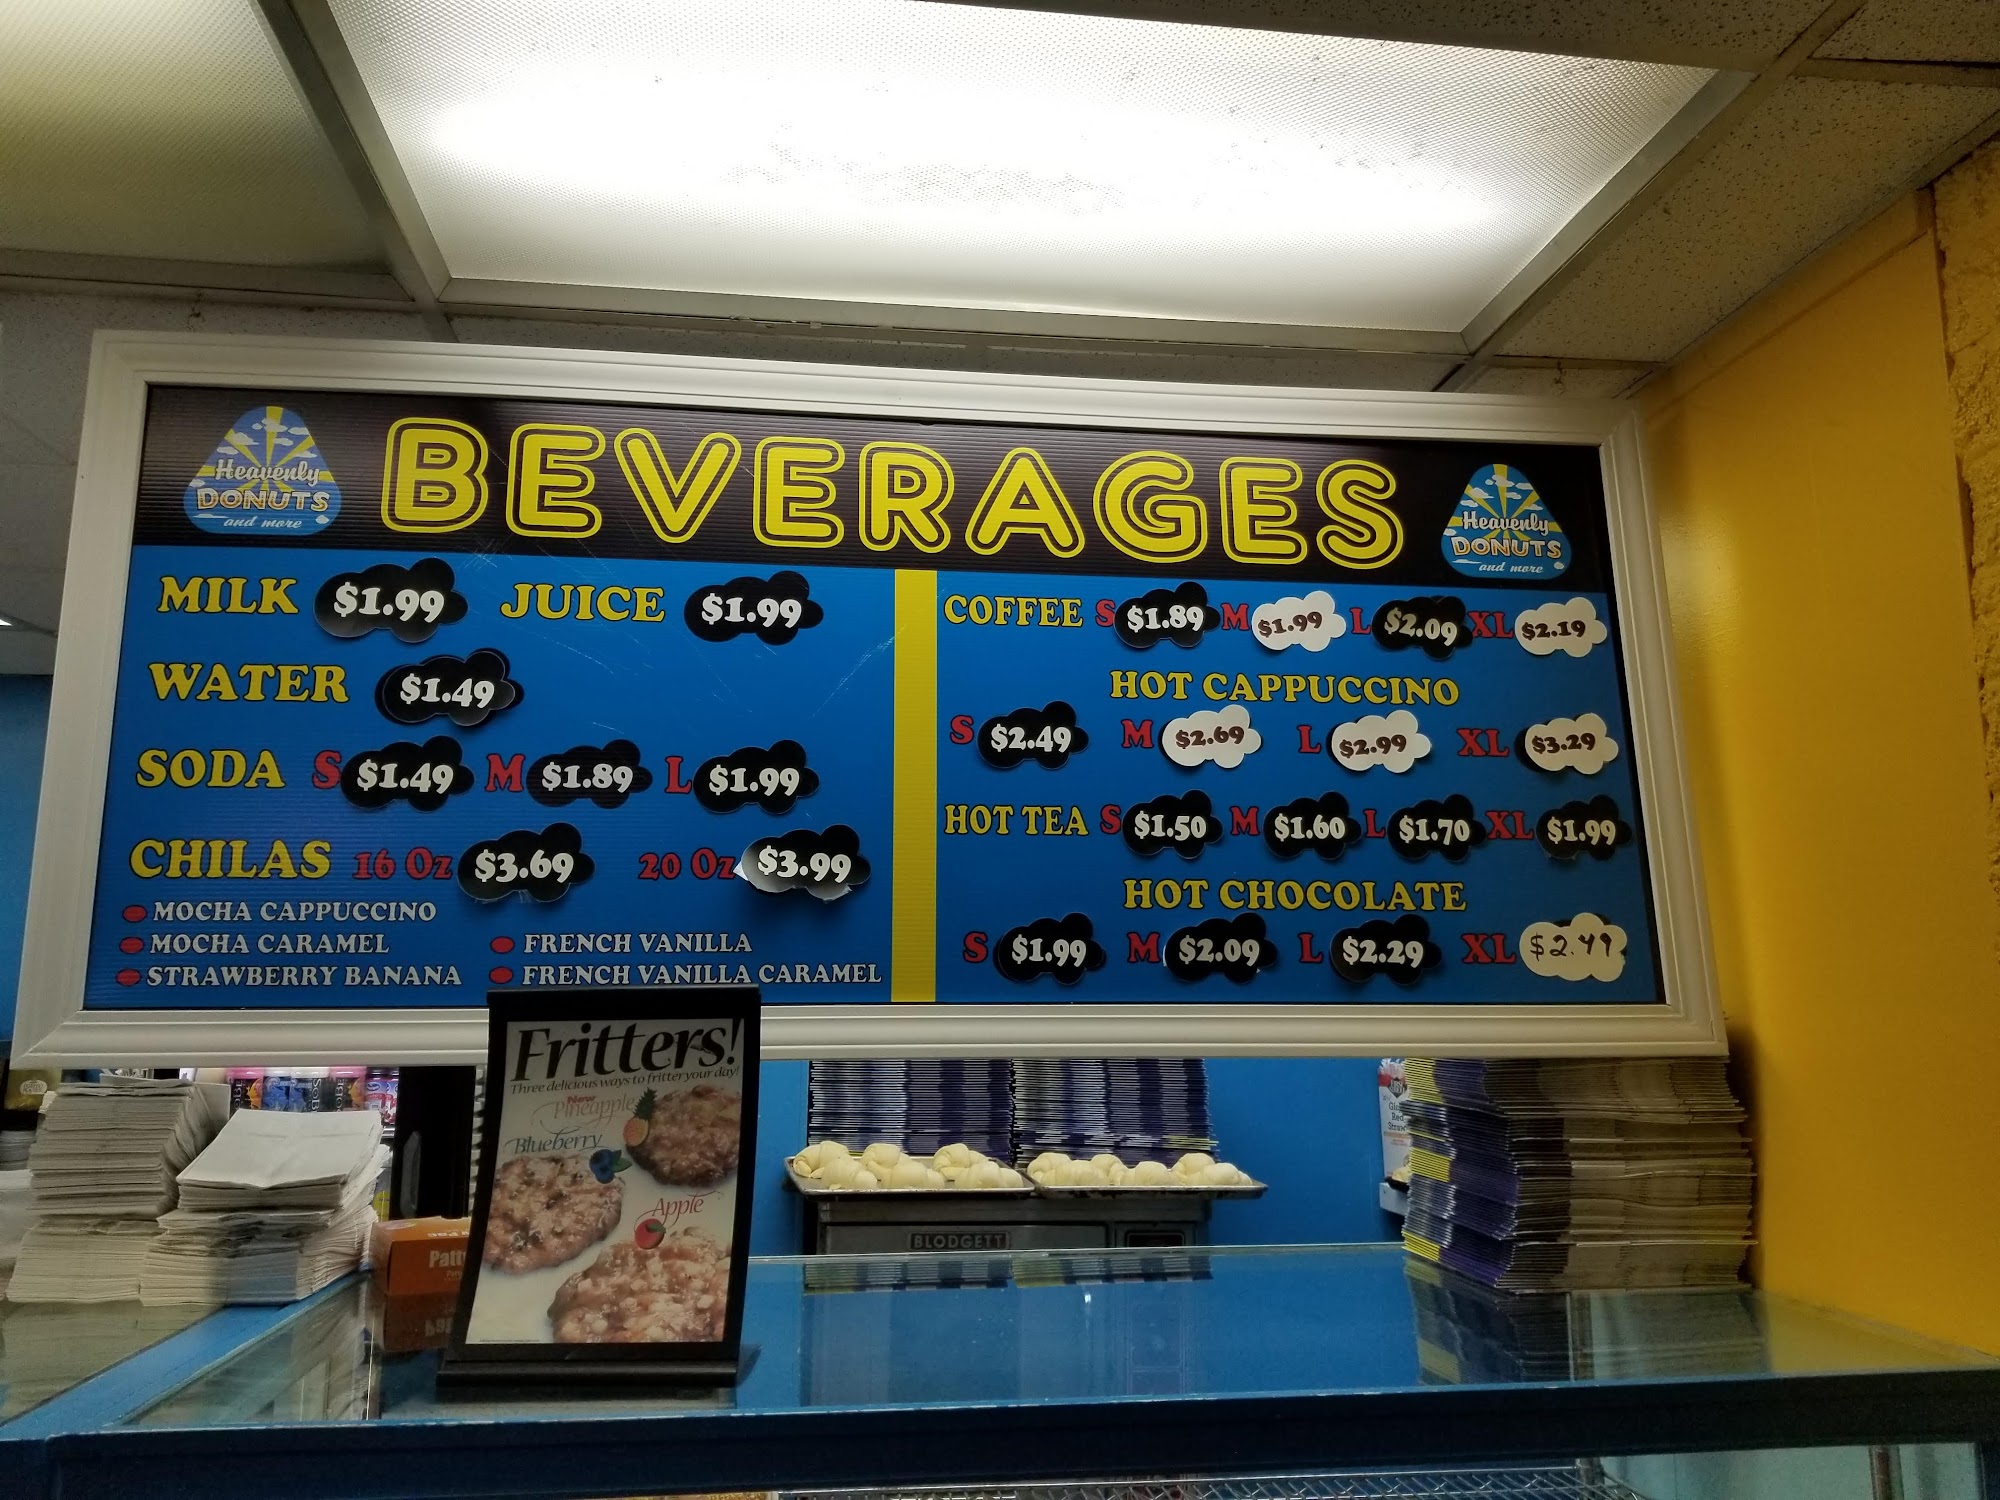 Heavenly
DONUTS
and more
BEVERAGES
Heavenly
DONUTS
and more
MILK $1.99 JUICE $1.99
WATER $1.49
SODA S $1.49 M $1.89 L $1.99
CHILAS 16 Oz $3.69 20 Oz $3.99
MOCHA CAPPUCCINO
MOCHA CARAMEL
STRAWBERRY BANANA
FRENCH VANILLA
FRENCH VANILLA CARAMEL
COFFEE S $1.89 M $1.99 L $2.09 XL $2.19
HOT CAPPUCCINO
S $2.49 M $2.69 L $2.99 XL $3.29
HOT TEA S $1.50 M $1.60 L $1.70 XL $1.99
HOT CHOCOLATE
S $1.99 M $2.09 L $2.29 XL $2.49
Fritters!
Three delicious ways to fritter your day!
New
Pineapple
Blueberry
Apple
Patt
BLODGETT